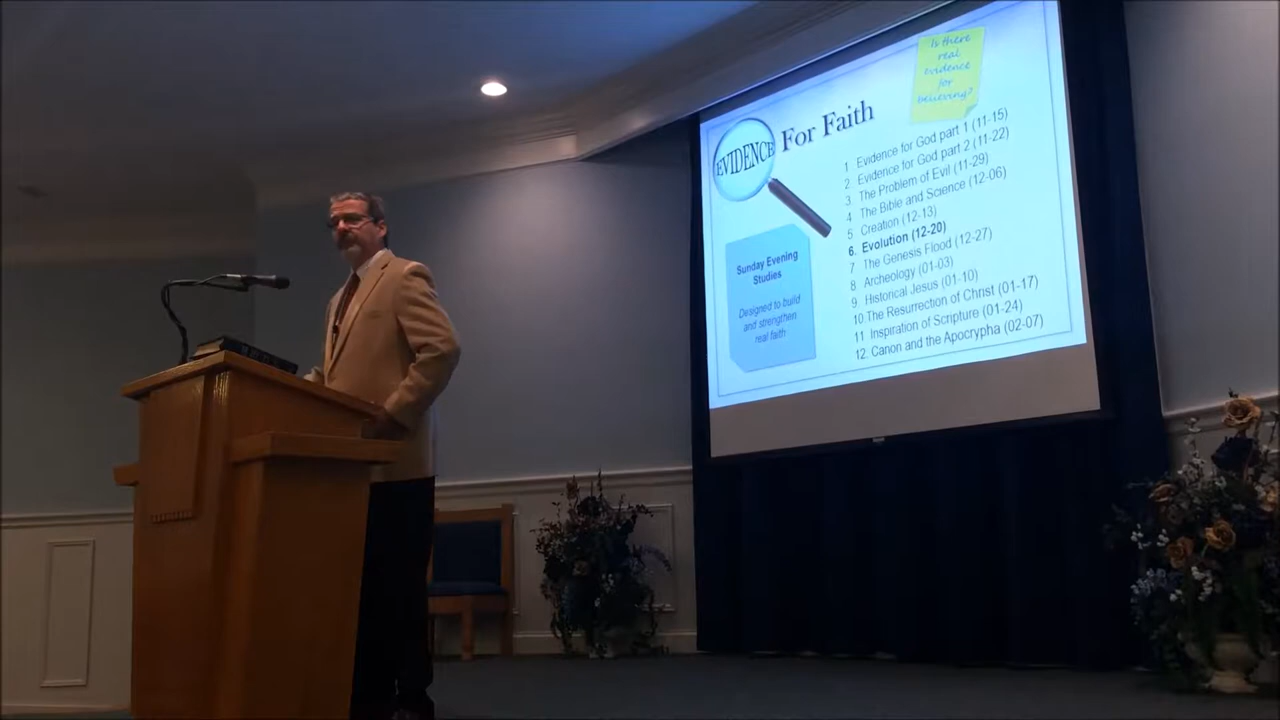 Is there
real
evidence
for
believing?
EVIDENCE For Faith
1 Evidence for God part 1 (11-15)
2 Evidence for God part 2 (11-22)
3 The Problem of Evil (11-29)
4 The Bible and Science (12-06)
5 Creation (12-13)
6. Evolution (12-20)
7 The Genesis Flood (12-27)
8 Archeology (01-03)
9 Historical Jesus (01-10)
10. The Resurrection of Christ (01-17)
11 Inspiration of Scripture (01-24)
12. Canon and the Apocrypha (02-07)
Sunday Evening
Studies
Designed to build
and strengthen
real faith